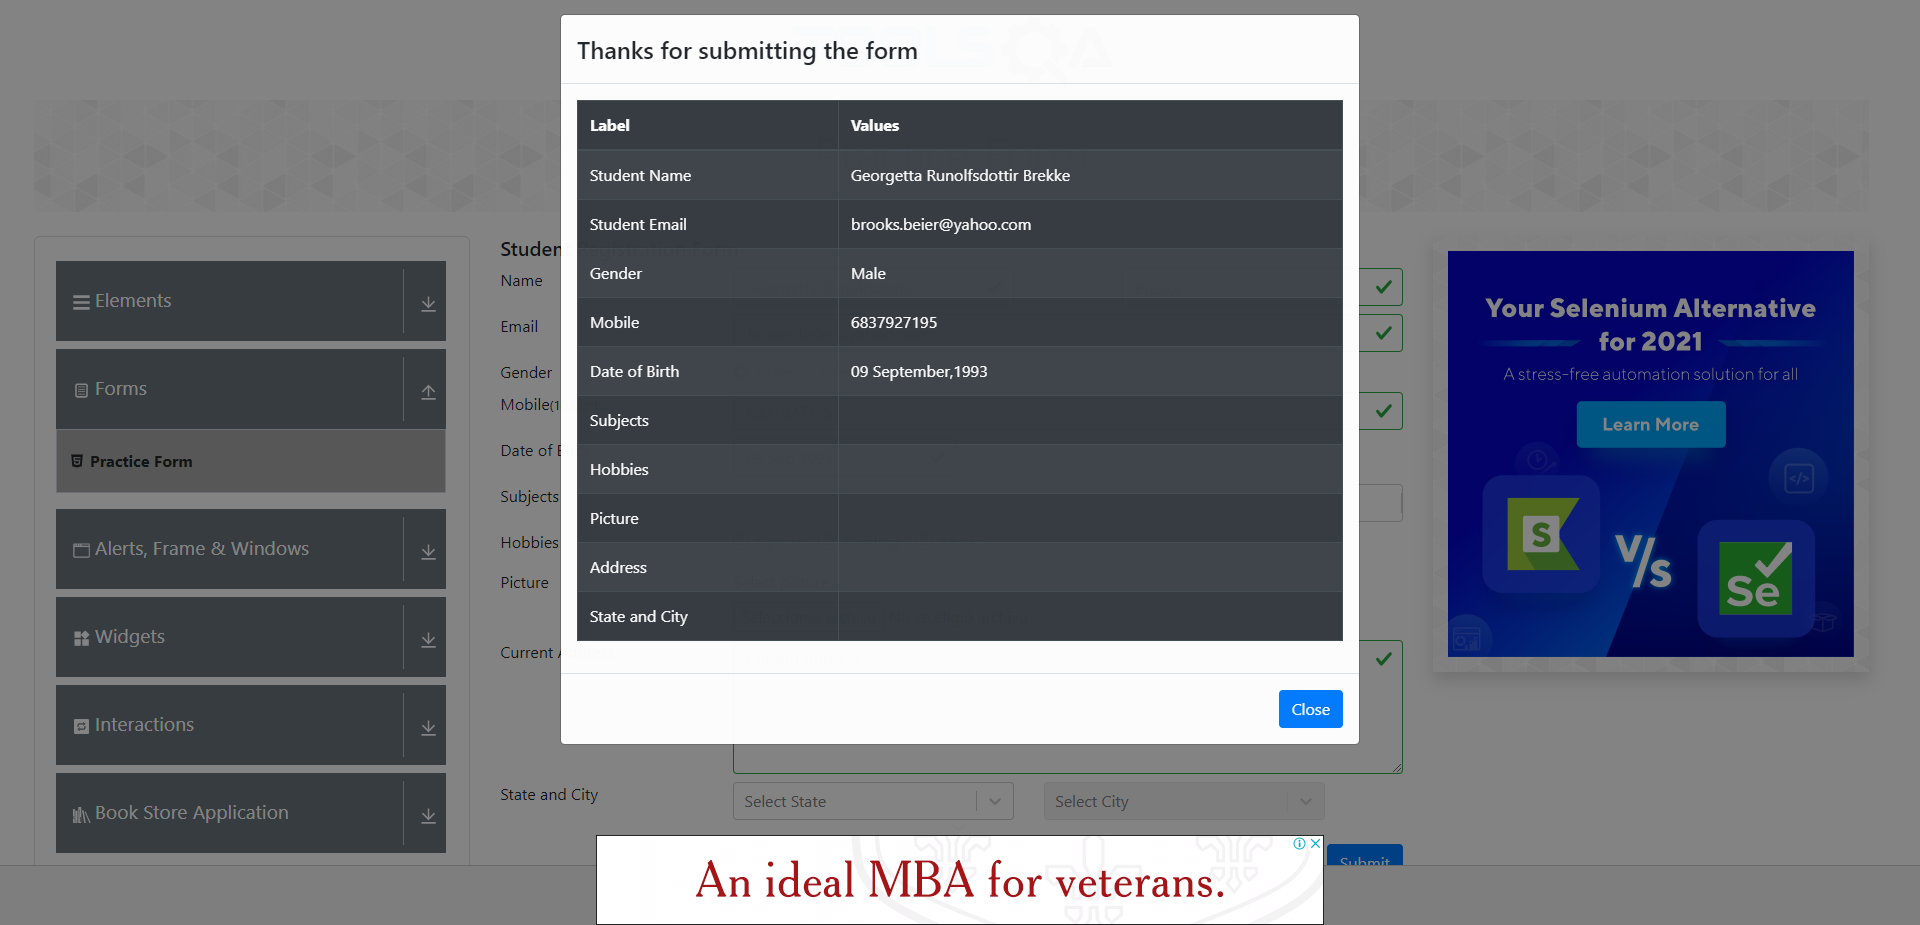 Thanks for submitting the form
Label Values
Student Name Georgetta Runolfsdottir Brekke
Student Email brooks.beier@yahoo.com
Gender Male
Mobile 6837927195
Date of Birth 09 September,1993
Subjects
Hobbies
Picture
Address
State and City
Close
Elements
Forms
Practice Form
Alerts, Frame & Windows
Widgets
Interactions
Book Store Application
Name
Email
Gender
Mobile(1
Date of
Subjects
Hobbies
Picture
Current
State and City
Select State
Select City
Submit
Your Selenium Alternative
for 2021
A stress-free automation solution for all
Learn More
S
V/s
Se
</>
An ideal MBA for veterans.